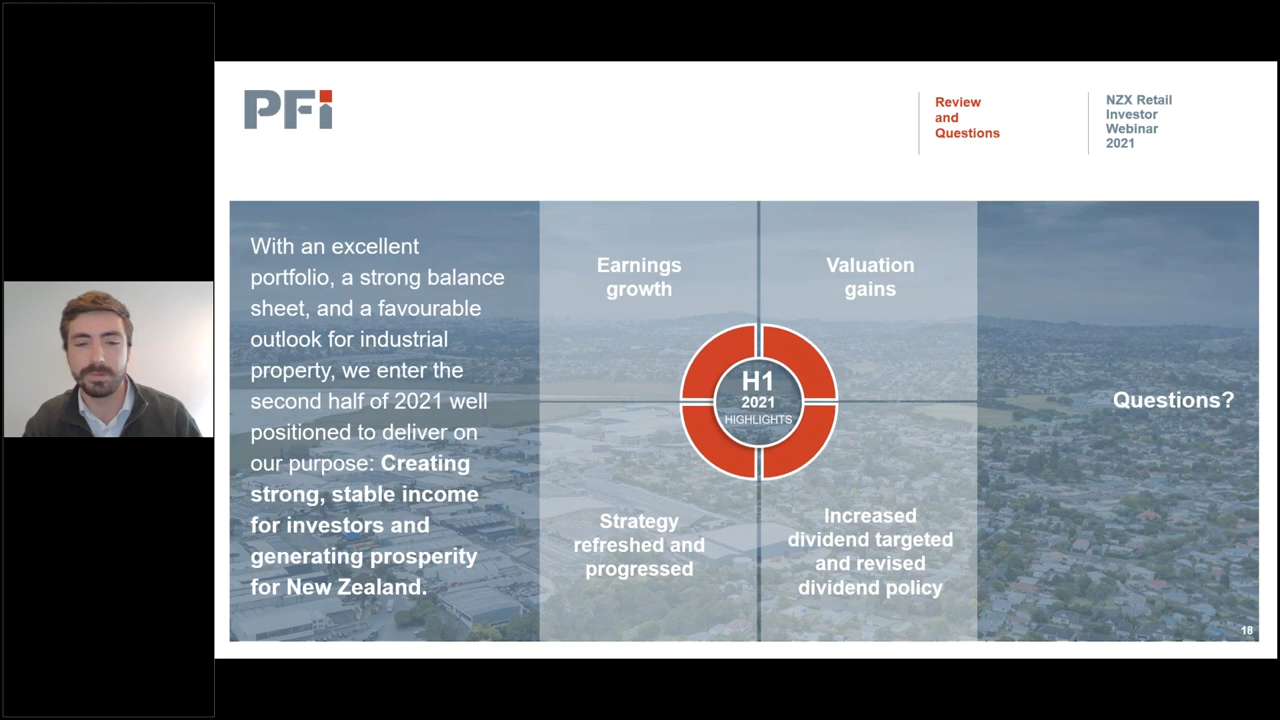 PFi
Review
and
Questions
NZX Retail
Investor
Webinar
2021
With an excellent
portfolio, a strong balance
sheet, and a favourable
outlook for industrial
property, we enter the
second half of 2021 well
positioned to deliver on
our purpose: Creating
strong, stable income
for investors and
generating prosperity
for New Zealand.
Earnings
growth
Valuation
gains
H1
2021
HIGHLIGHTS
Strategy
refreshed and
progressed
Increased
dividend targeted
and revised
dividend policy
Questions?
18